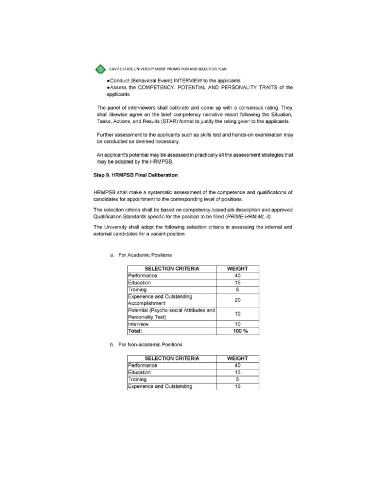 CAVITE STATE UNIVERSITY MERIT PROMOTION AND SELECTION PLAN
●Conduct (Behavioral Event) INTERVIEW to the applicants
●Assess the COMPETENCY, POTENTIAL AND PERSONALITY TRAITS of the
applicants
The panel of interviewers shall calibrate and come up with a consensus rating. They
shall likewise agree on the brief competency narrative report following the Situation,
Tasks, Actions, and Results (STAR) format to justify the rating given to the applicants.
Further assessment to the applicants such as skills test and hands-on examination may
be conducted as deemed necessary.
An applicant's potential may be assessed in practically all the assessment strategies that
may be adopted by the HRMPSB.
Step 9. HRMPSB Final Deliberation
HRMPSB shall make a systematic assessment of the competence and qualifications of
candidates for appointment to the corresponding level of positions.
The selection criteria shall be based on competency-based job description and approved
Qualification Standards specific for the position to be filled (PRIME-HRM ML II).
The University shall adopt the following selection criteria in assessing the internal and
external candidates for a vacant position
a. For Academic Positions
SELECTION CRITERIA WEIGHT
Performance 40
Education 15
Training 5
Experience and Outstanding
Accomplishment 20
Potential (Psycho-social Attributes and
Personality Test) 10
Interview 10
Total: 100 %
b. For Non-academic Positions
SELECTION CRITERIA WEIGHT
Performance 40
Education 15
Training 5
Experience and Outstanding 10